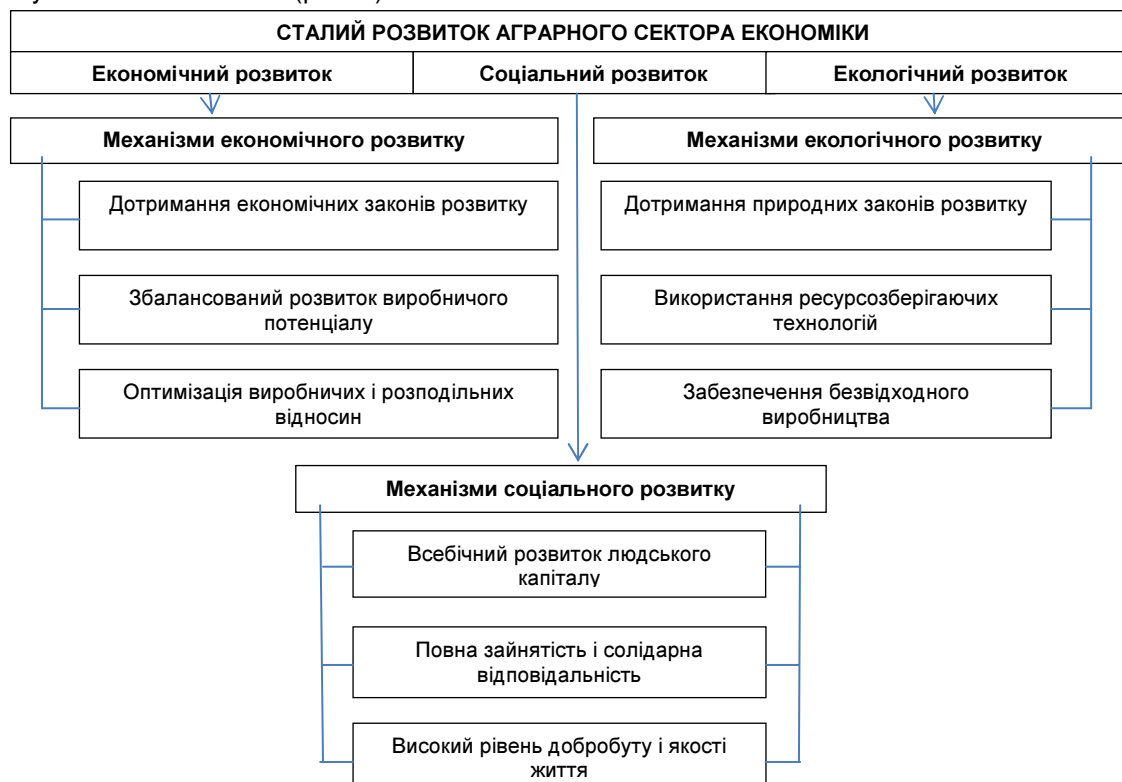 СТАЛИЙ РОЗВИТОК АГРАРНОГО СЕКТОРА ЕКОНОМІКИ
Економічний розвиток
Соціальний розвиток
Екологічний розвиток
Механізми економічного розвитку
Механізми екологічного розвитку
Дотримання економічних законів розвитку
Дотримання природних законів розвитку
Збалансований розвиток виробничого
потенціалу
Використання ресурсозберігаючих
технологій
Оптимізація виробничих і розподільних
відносин
Забезпечення безвідходного
виробництва
Механізми соціального розвитку
Всебічний розвиток людського
капіталу
Повна зайнятість і солідарна
відповідальність
Високий рівень добробуту і якості
життя